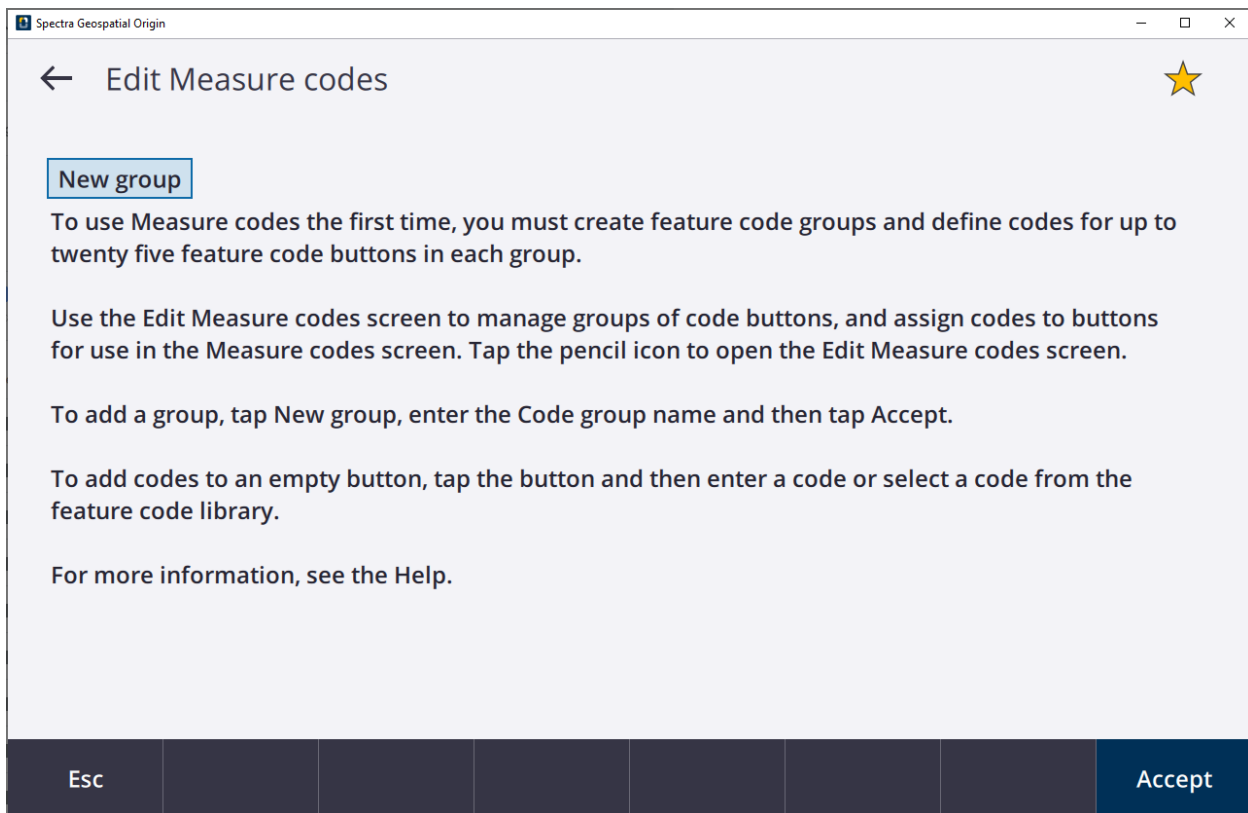 Spectra Geospatial Origin
Edit Measure codes
New group
To use Measure codes the first time, you must create feature code groups and define codes for up to
twenty five feature code buttons in each group.
Use the Edit Measure codes screen to manage groups of code buttons, and assign codes to buttons
for use in the Measure codes screen. Tap the pencil icon to open the Edit Measure codes screen.
To add a group, tap New group, enter the Code group name and then tap Accept.
To add codes to an empty button, tap the button and then enter a code or select a code from the
feature code library.
For more information, see the Help.
Esc
Accept